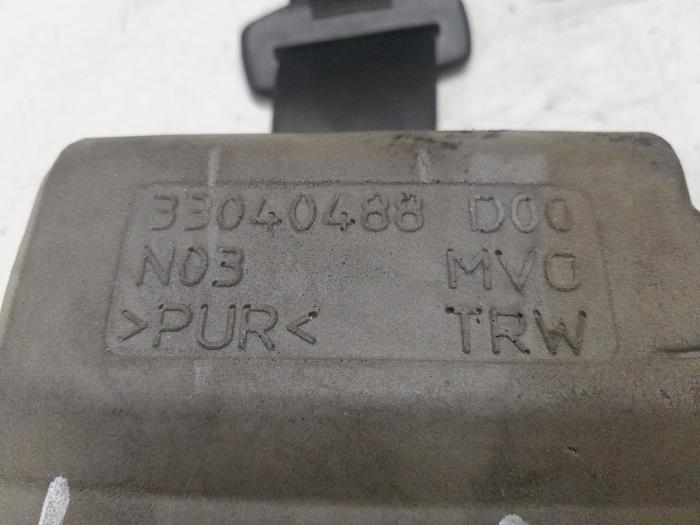 33040488 D00
N03 MVO
>PUR< TRW